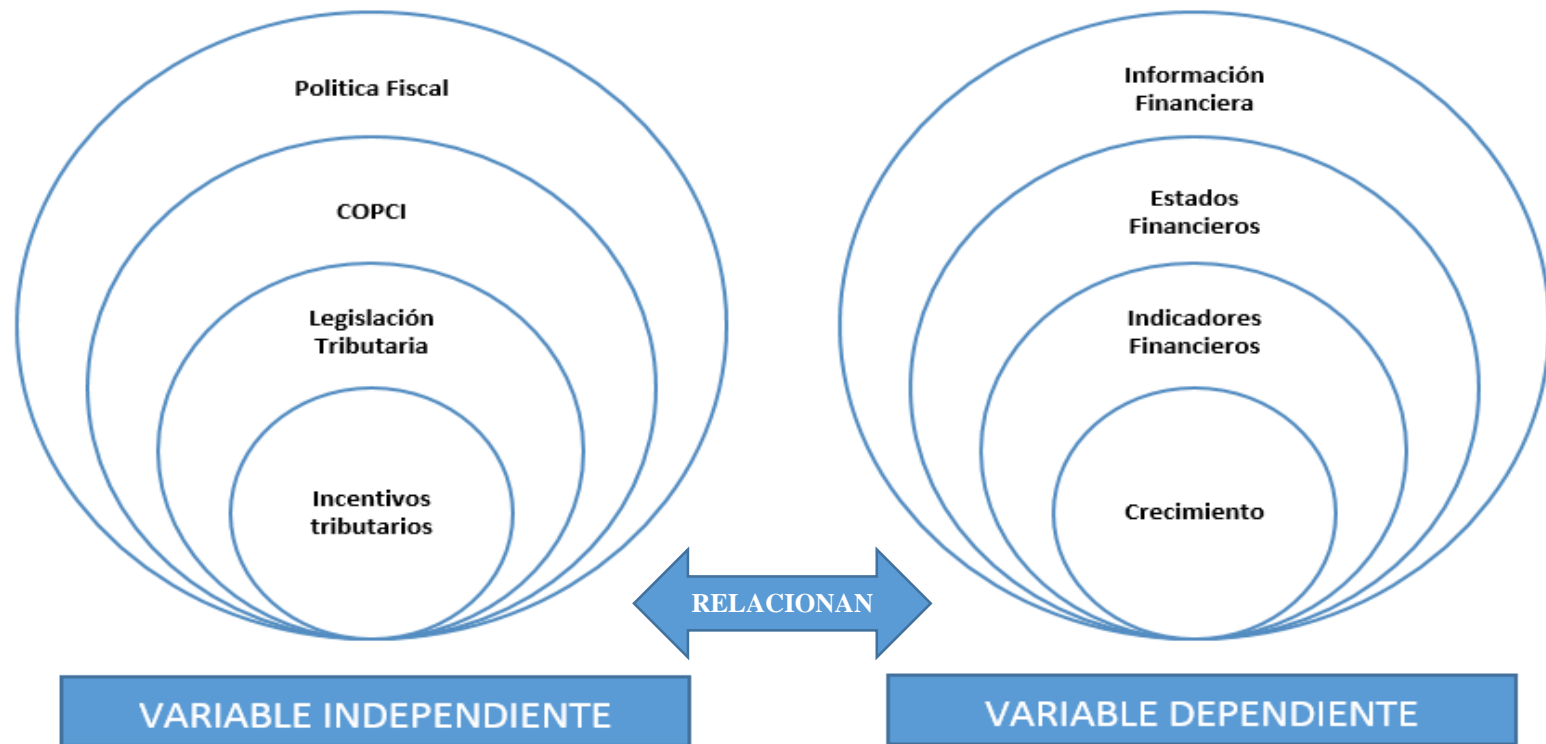 Politica Fiscal
COPCI
Legislación
Tributaria
Incentivos
tributarios
Información
Financiera
Estados
Financieros
Indicadores
Financieros
Crecimiento
RELACIONAN
VARIABLE INDEPENDIENTE
VARIABLE DEPENDIENTE